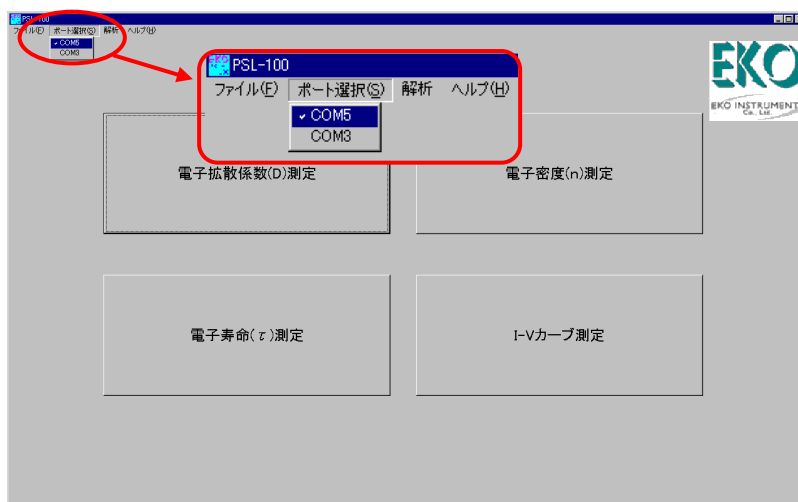 PSL-100
ファイル(F) ポート選択(S) 解析 ヘルプ(H)
COM5
COM3
PSL-100
ファイル(F) ポート選択(S) 解析 ヘルプ(H)
COM5
COM3
EKO
EKO INSTRUMENT
Co., Ltd.
電子拡散係数(D)測定
電子密度(n)測定
電子寿命(τ)測定
I-Vカーブ測定